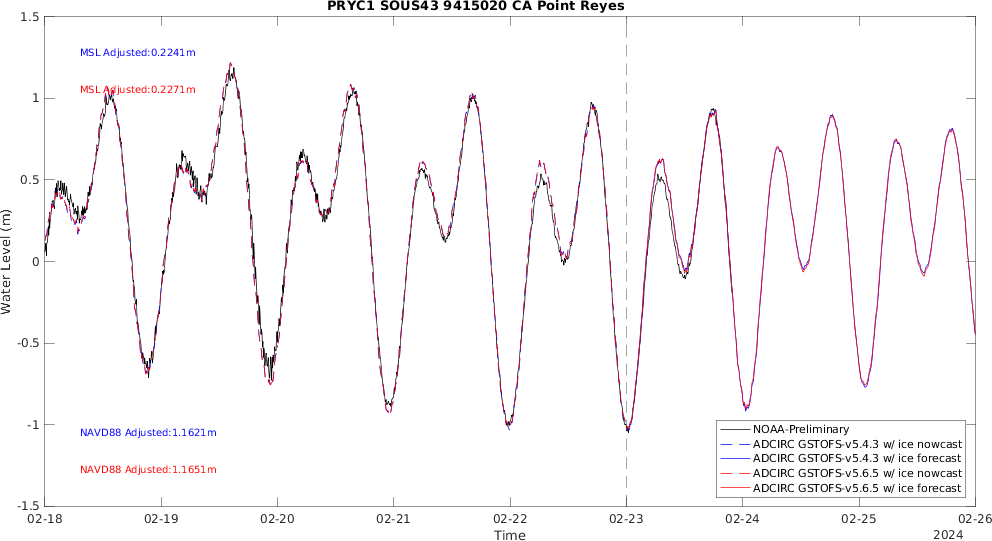 PRYC1 SOUS43 9415020 CA Point Reyes
1.5
MSL Adjusted:0.2241m
MSL Adjusted:0.2271m
1
0.5
0
-0.5
-1
-1.5
Water Level (m)
NAVD88 Adjusted:1.1621m
NAVD88 Adjusted:1.1651m
NOAA-Preliminary
ADCIRC GSTOFS-v5.4.3 w/ ice nowcast
ADCIRC GSTOFS-v5.4.3 w/ ice forecast
ADCIRC GSTOFS-v5.6.5 w/ ice nowcast
ADCIRC GSTOFS-v5.6.5 w/ ice forecast
02-18 02-19 02-20 02-21 02-22 02-23 02-24 02-25 02-26
Time
2024